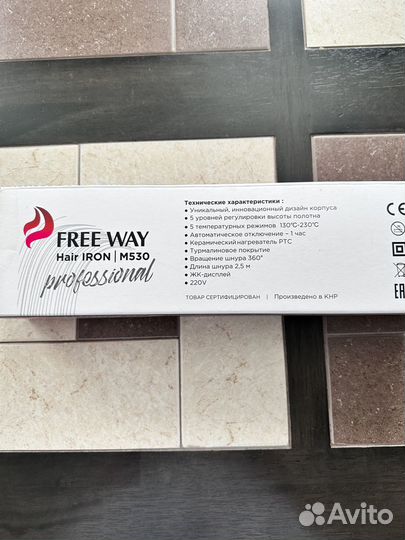 FREE WAY
Hair IRON | M530
professional
Технические характеристики :
• Уникальный, инновационный дизайн корпуса
• 5 уровней регулировки высоты полотна
• 5 температурных режимов 130℃-230℃
• Автоматическое отключение – 1 час
• Керамический нагреватель PTC
• Турмалиновое покрытие
• Вращение шнура 360°
• Длина шнура 2,5 м
• ЖК-дисплей
• 220V
ТОВАР СЕРТИФИЦИРОВАН | Произведено в КНР
CE
Avito